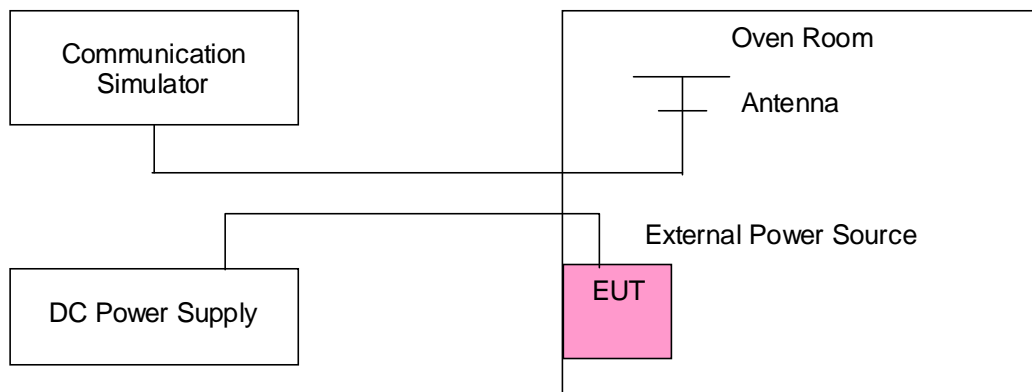 Communication
Simulator
Oven Room
Antenna
External Power Source
DC Power Supply
EUT